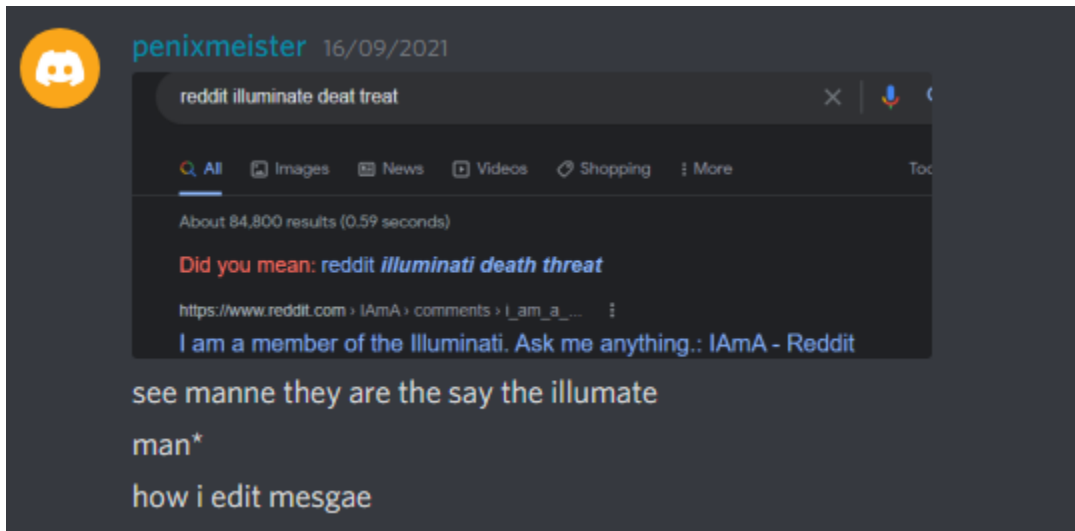 penixmeister 16/09/2021
reddit illuminate deat treat
All Images News Videos Shopping More
About 84,800 results (0.59 seconds)
Did you mean: reddit illuminati death threat
https://www.reddit.com › IAmA › comments › i_am_a_...
I am a member of the Illuminati. Ask me anything.: IAmA - Reddit
see manne they are the say the illumate
man*
how i edit mesgae